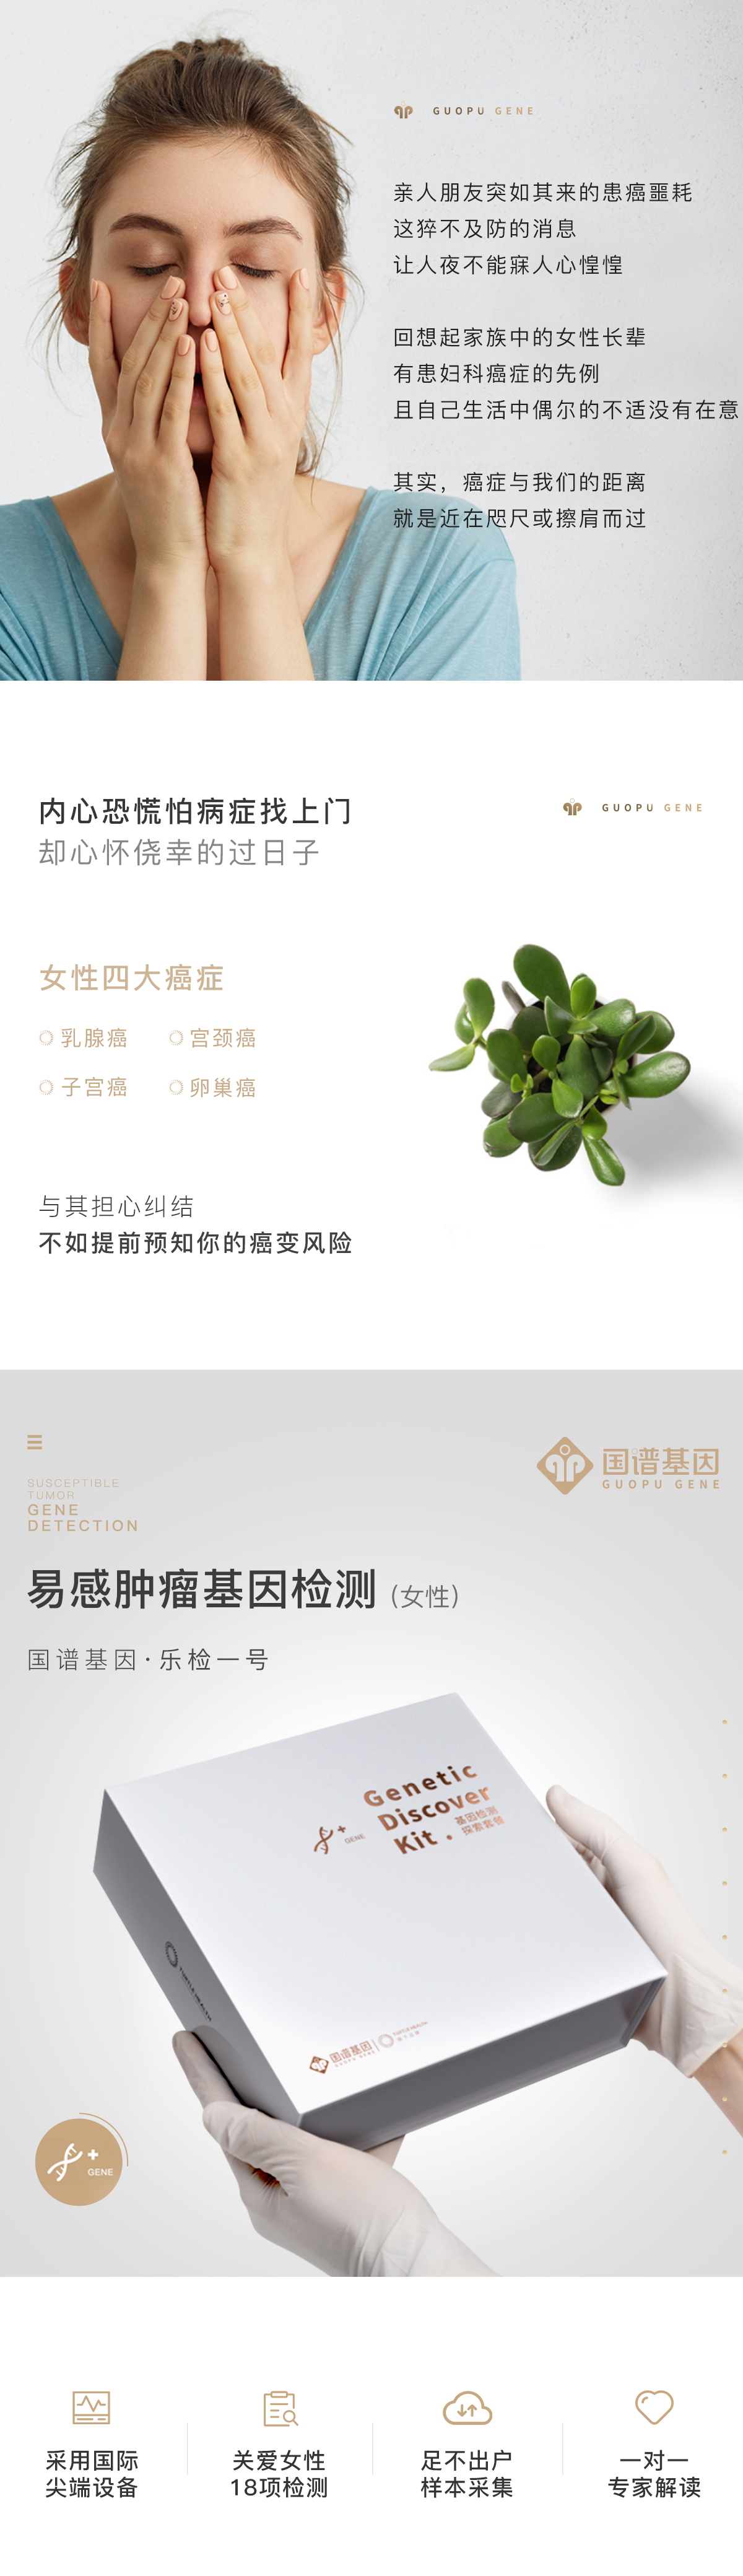 GUOPU GENE
亲人朋友突如其来的患癌噩耗
这猝不及防的消息
让人夜不能寐人心惶惶
回想起家族中的女性长辈
有患妇科癌症的先例
且自己生活中偶尔的不适没有在意
其实，癌症与我们的距离
就是近在咫尺或擦肩而过
内心恐慌怕病症找上门
却心怀侥幸的过日子
GUOPU GENE
女性四大癌症
乳腺癌
宫颈癌
子宫癌
卵巢癌
与其担心纠结
不如提前预知你的癌变风险
SUSCEPTIBLE
TUMOR
GENE
DETECTION
国谱基因
GUOPU GENE
易感肿瘤基因检测（女性）
国谱基因·乐检一号
Genetic
Discover
Kit .
基因检测
探索套餐
GENE
TURTLE HEALTH
国谱基因
GUOPU GENE
TURTLE HEALTH
GENE
采用国际
尖端设备
关爱女性
18项检测
足不出户
样本采集
一对一
专家解读